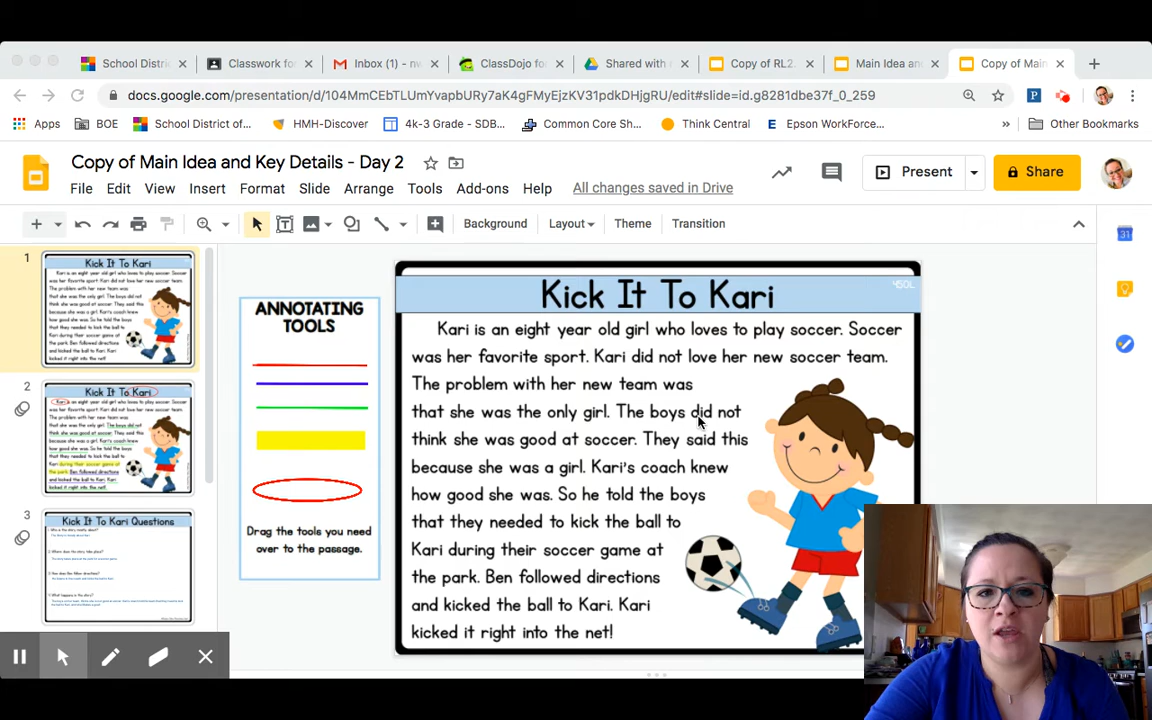 School Distri
Classwork fo
Inbox (1) - nw
ClassDojo fo
Shared with
Copy of RL2
Main Idea an
Copy of Main
docs.google.com/presentation/d/104MmCEbTLUmYvapbURy7aK4gFMyEjzKV31pdkDHjgRU/edit#slide=id.g8281dbe37f_0_259
Apps
BOE
School District of...
HMH-Discover
4k-3 Grade - SDB...
Common Core Sh...
Think Central
Epson WorkForce...
»
Other Bookmarks
Copy of Main Idea and Key Details - Day 2
Present
Share
File Edit View Insert Format Slide Arrange Tools Add-ons Help All changes saved in Drive
Background Layout Theme Transition
31
1
Kick It To Kari
2
Kick It To Kari
3
Kick It To Kari Questions
ANNOTATING
TOOLS
Drag the tools you need
over to the passage.
Kick It To Kari
450L
Kari is an eight year old girl who loves to play soccer. Soccer
was her favorite sport. Kari did not love her new soccer team.
The problem with her new team was
that she was the only girl. The boys did not
think she was good at soccer. They said this
because she was a girl. Kari's coach knew
how good she was. So he told the boys
that they needed to kick the ball to
Kari during their soccer game at
the park. Ben followed directions
and kicked the ball to Kari. Kari
kicked it right into the net!